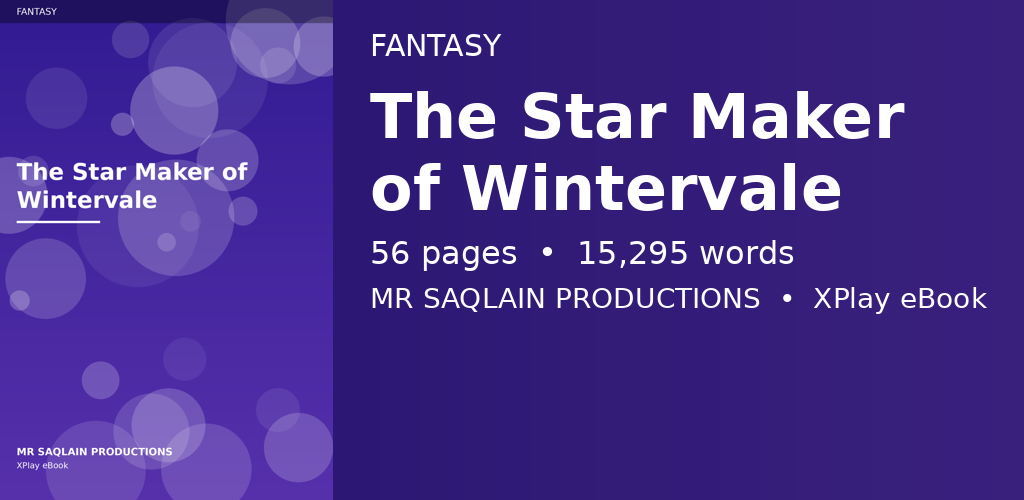 FANTASY
The Star Maker of
Wintervale
MR SAQLAIN PRODUCTIONS
XPlay eBook
FANTASY
The Star Maker
of Wintervale
56 pages • 15,295 words
MR SAQLAIN PRODUCTIONS • XPlay eBook